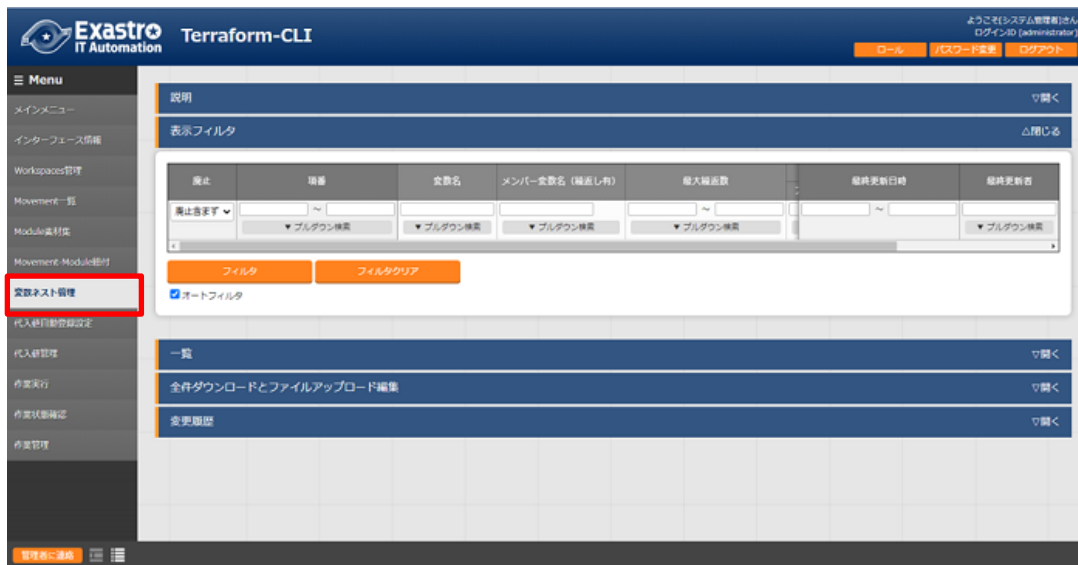 Exastro
IT Automation
Terraform-CLI
ようこそ[システム管理者]さん
ログインID [administrator]
ロール
パスワード変更
ログアウト
Menu
メインメニュー
インターフェース情報
Workspaces管理
Movement一覧
Module素材集
Movement-Module紐付
変数ネスト管理
代入値自動登録設定
代入値管理
作業実行
作業状態確認
作業管理
説明
▽開く
表示フィルタ
△閉じる
廃止 項番 変数名 メンバー変数名（繰返し有） 最大繰返数 最終更新日時 最終更新者
廃止含まず ～ ～ ～
▼ プルダウン検索 ▼ プルダウン検索 ▼ プルダウン検索 ▼ プルダウン検索 ▼ プルダウン検索
フィルタ
フィルタクリア
オートフィルタ
一覧
▽開く
全件ダウンロードとファイルアップロード編集
▽開く
変更履歴
▽開く
管理者に連絡